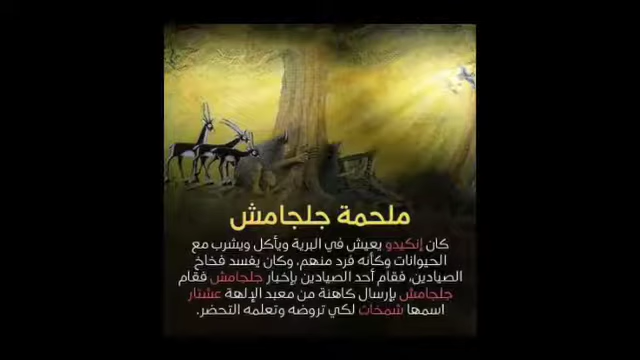 ملحمة جلجامش
كان إنكيدو يعيش في البرية ويأكل ويشرب مع
الحيوانات وكأنه فرد منهم، وكان يفسد فخاخ
الصيادين، فقام أحد الصيادين بإخبار جلجامش فقام
جلجامش بإرسال كاهنة من معبد الإلهة عشتار
اسمها شمخات لكي تروضه وتعلمه التحضر.